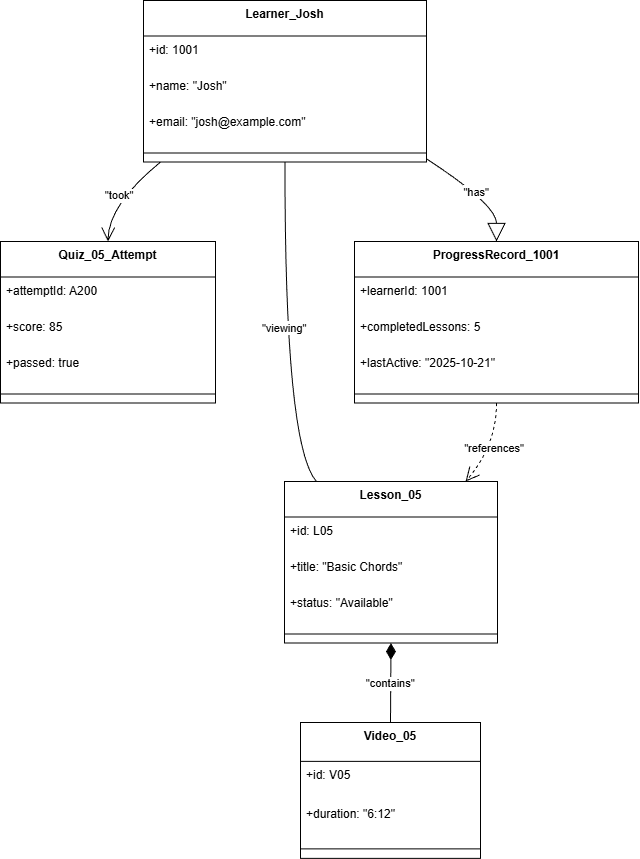 Learner_Josh
+id: 1001
+name: "Josh"
+email: "josh@example.com"
"took"
"has"
Quiz_05_Attempt
+attemptId: A200
+score: 85
+passed: true
"viewing"
ProgressRecord_1001
+learnerId: 1001
+completedLessons: 5
+lastActive: "2025-10-21"
"references"
Lesson_05
+id: L05
+title: "Basic Chords"
+status: "Available"
"contains"
Video_05
+id: V05
+duration: "6:12"